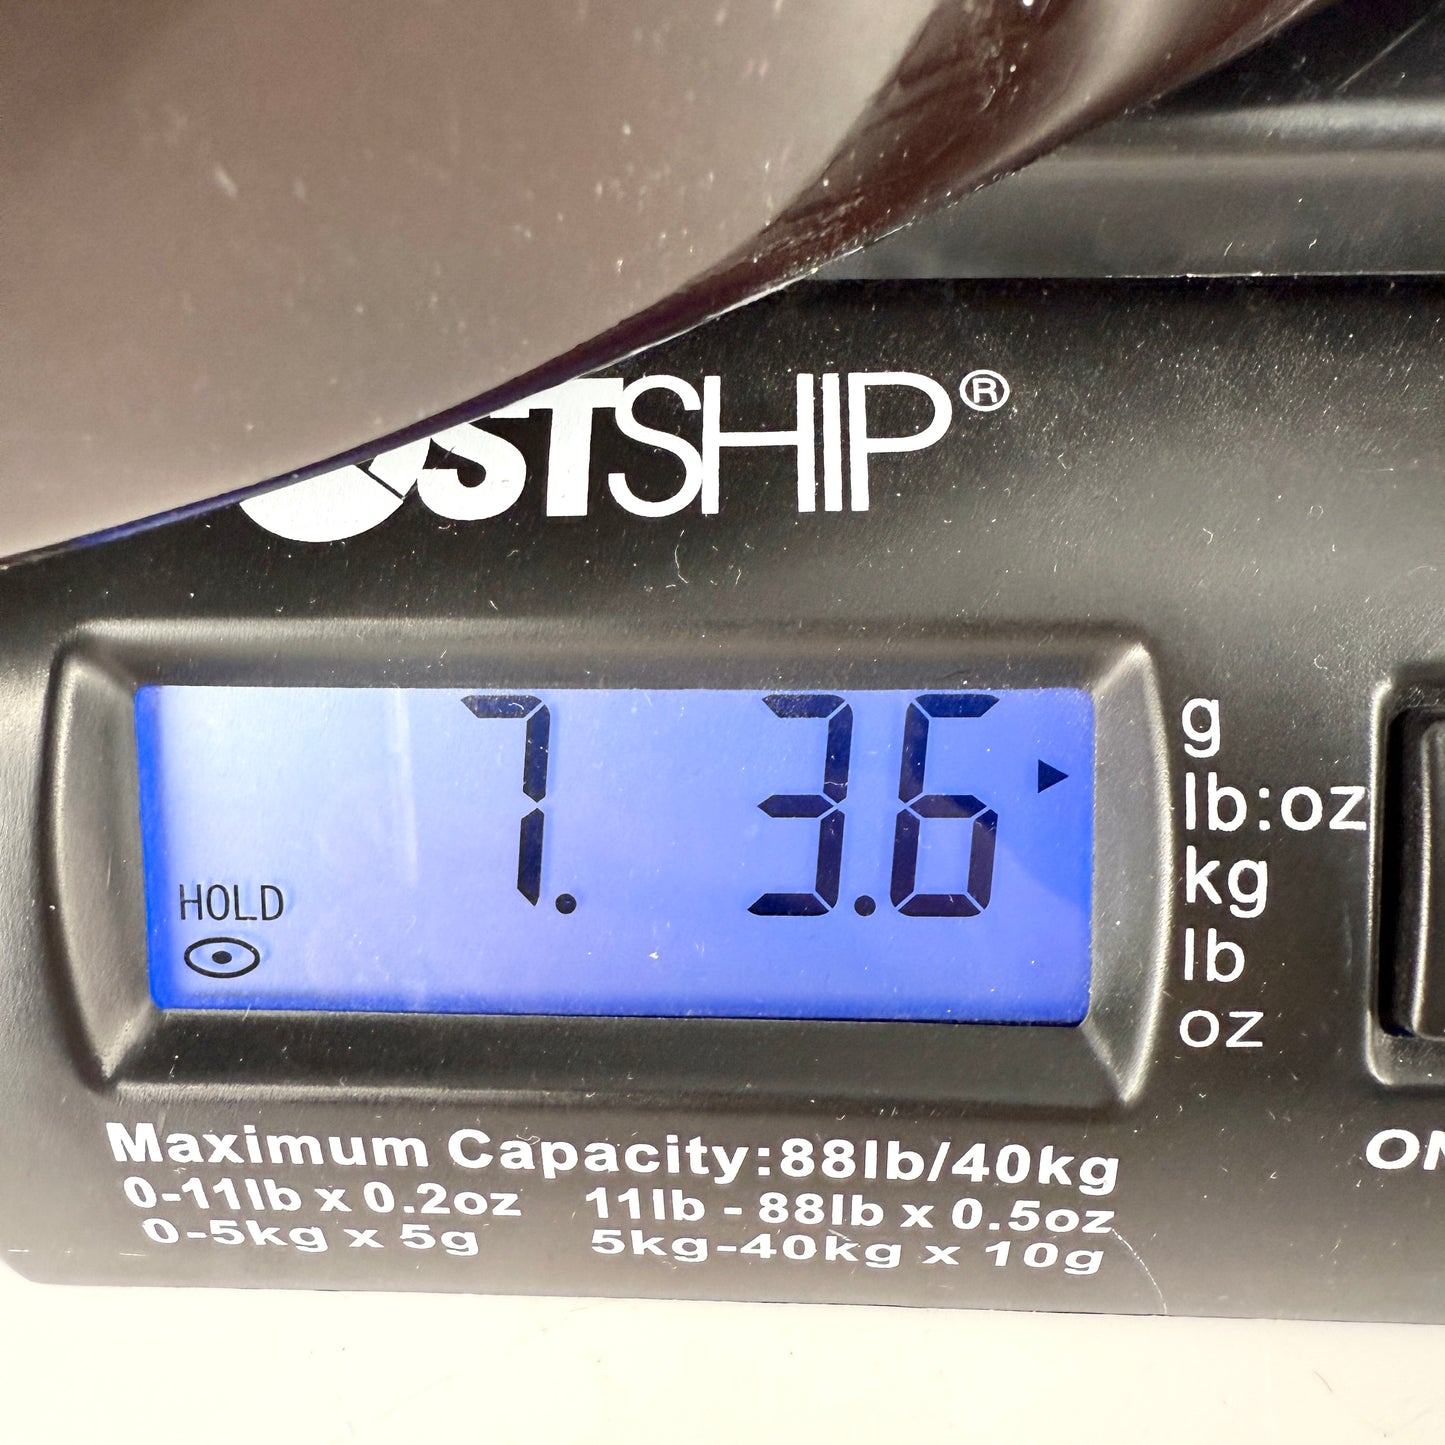 STSHIP®
7. 3.6
HOLD
g
lb:oz
kg
lb
oz
Maximum Capacity:88lb/40kg
0-11lb x 0.2oz 11lb - 88lb x 0.5oz
0-5kg x 5g 5kg-40kg x 10g